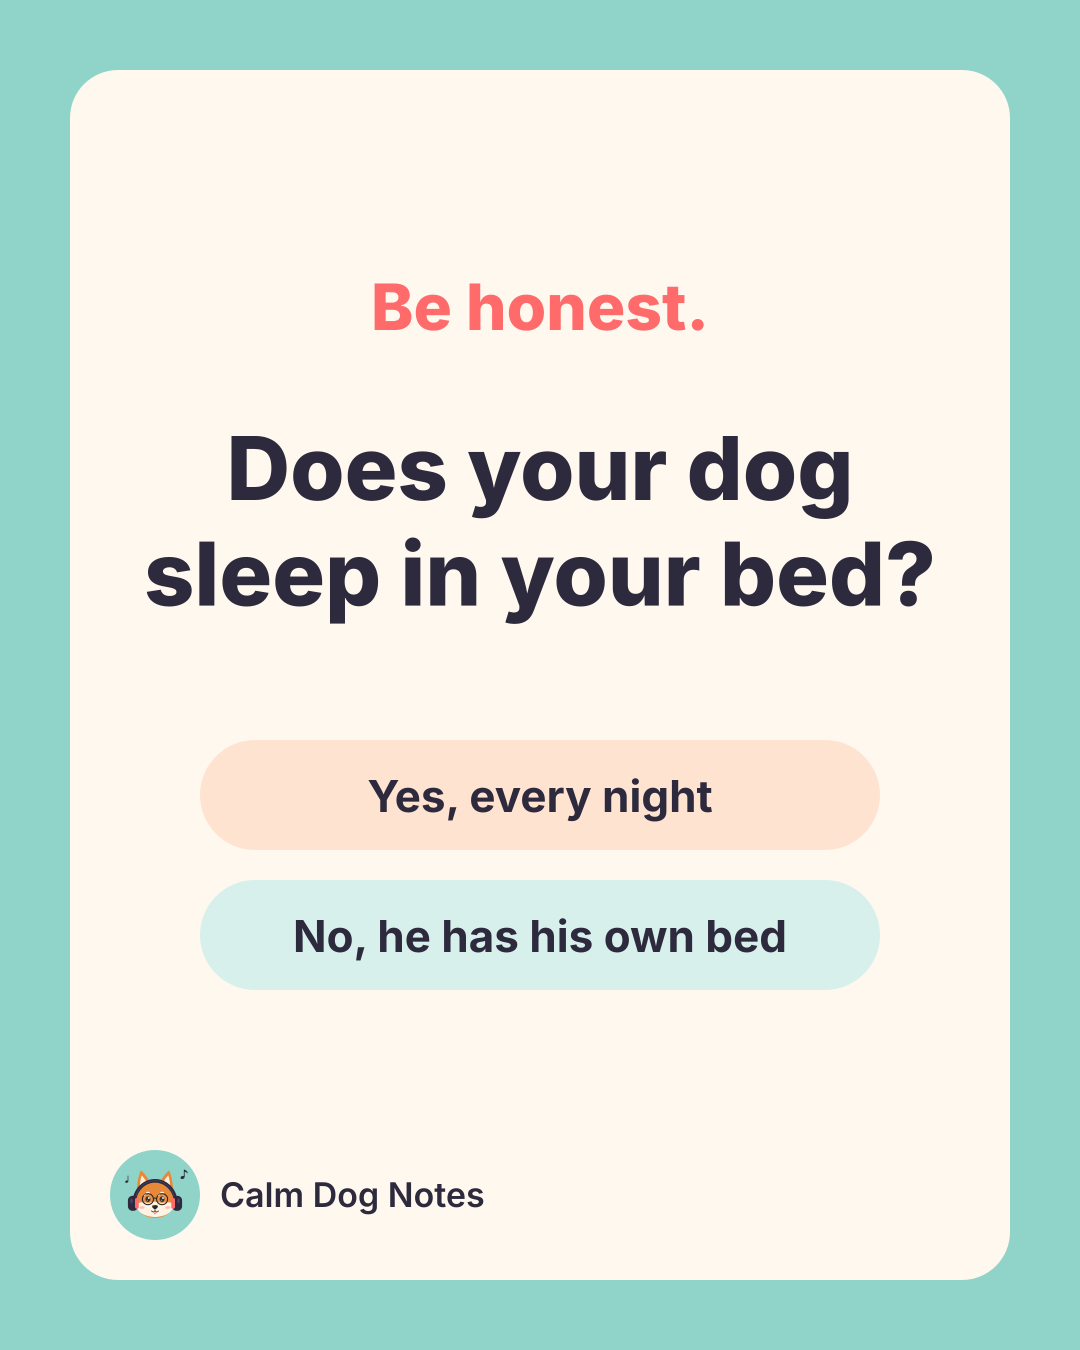 Be honest.
Does your dog
sleep in your bed?
Yes, every night
No, he has his own bed
Calm Dog Notes